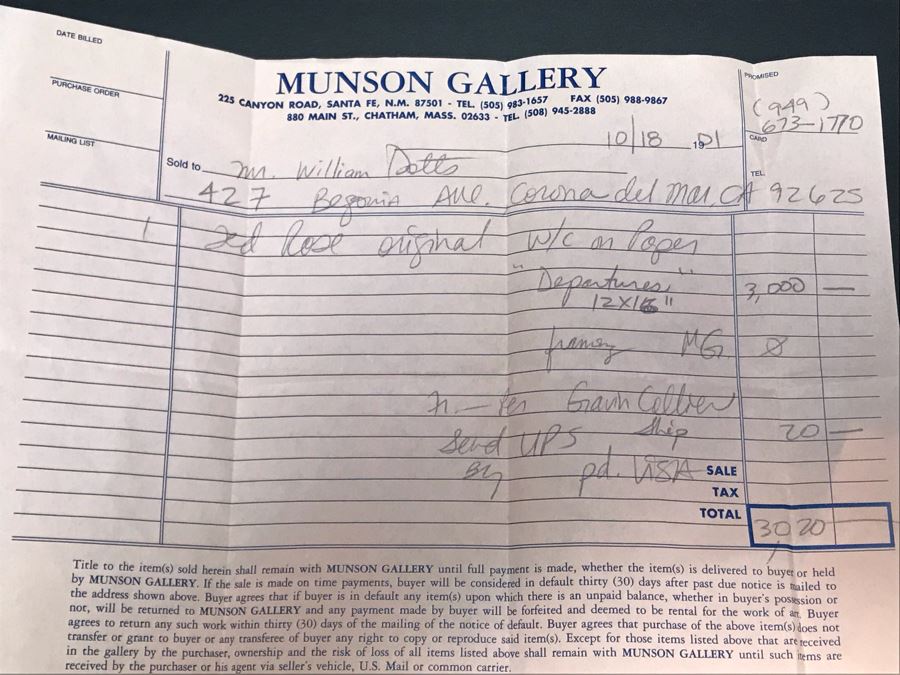 DATE BILLED
PURCHASE ORDER
MAILING LIST
MUNSON GALLERY
225 CANYON ROAD, SANTA FE, N.M. 87501 - TEL. (505) 983-1657 FAX (505) 988-9867
880 MAIN ST., CHATHAM, MASS. 02633 - TEL. (508) 945-2888
PROMISED
(949)
673-1770
CARD
10/18 19 01
TEL.
Sold to Mr. William Dotts
427 Begonia Ave. Corona del Mar, CA 92625
1 Ted Rose original w/c on Paper
"Departures" 3,000 —
12x16"
framing MG Ø
Collier
Ship 20 —
Send UPS
pd. VISA SALE
TAX
TOTAL 3020
Title to the item(s) sold herein shall remain with MUNSON GALLERY until full payment is made, whether the item(s) is delivered to buyer or held
by MUNSON GALLERY. If the sale is made on time payments, buyer will be considered in default thirty (30) days after past due notice is mailed to
the address shown above. Buyer agrees that if buyer is in default any item(s) upon which there is an unpaid balance, whether in buyer's possession or
not, will be returned to MUNSON GALLERY and any payment made by buyer will be forfeited and deemed to be rental for the work of art. Buyer
agrees to return any such work within thirty (30) days of the mailing of the notice of default. Buyer agrees that purchase of the above item(s) does not
transfer or grant to buyer or any transferee of buyer any right to copy or reproduce said item(s). Except for those items listed above that are received
in the gallery by the purchaser, ownership and the risk of loss of all items listed above shall remain with MUNSON GALLERY until such items are
received by the purchaser or his agent via seller's vehicle, U.S. Mail or common carrier.